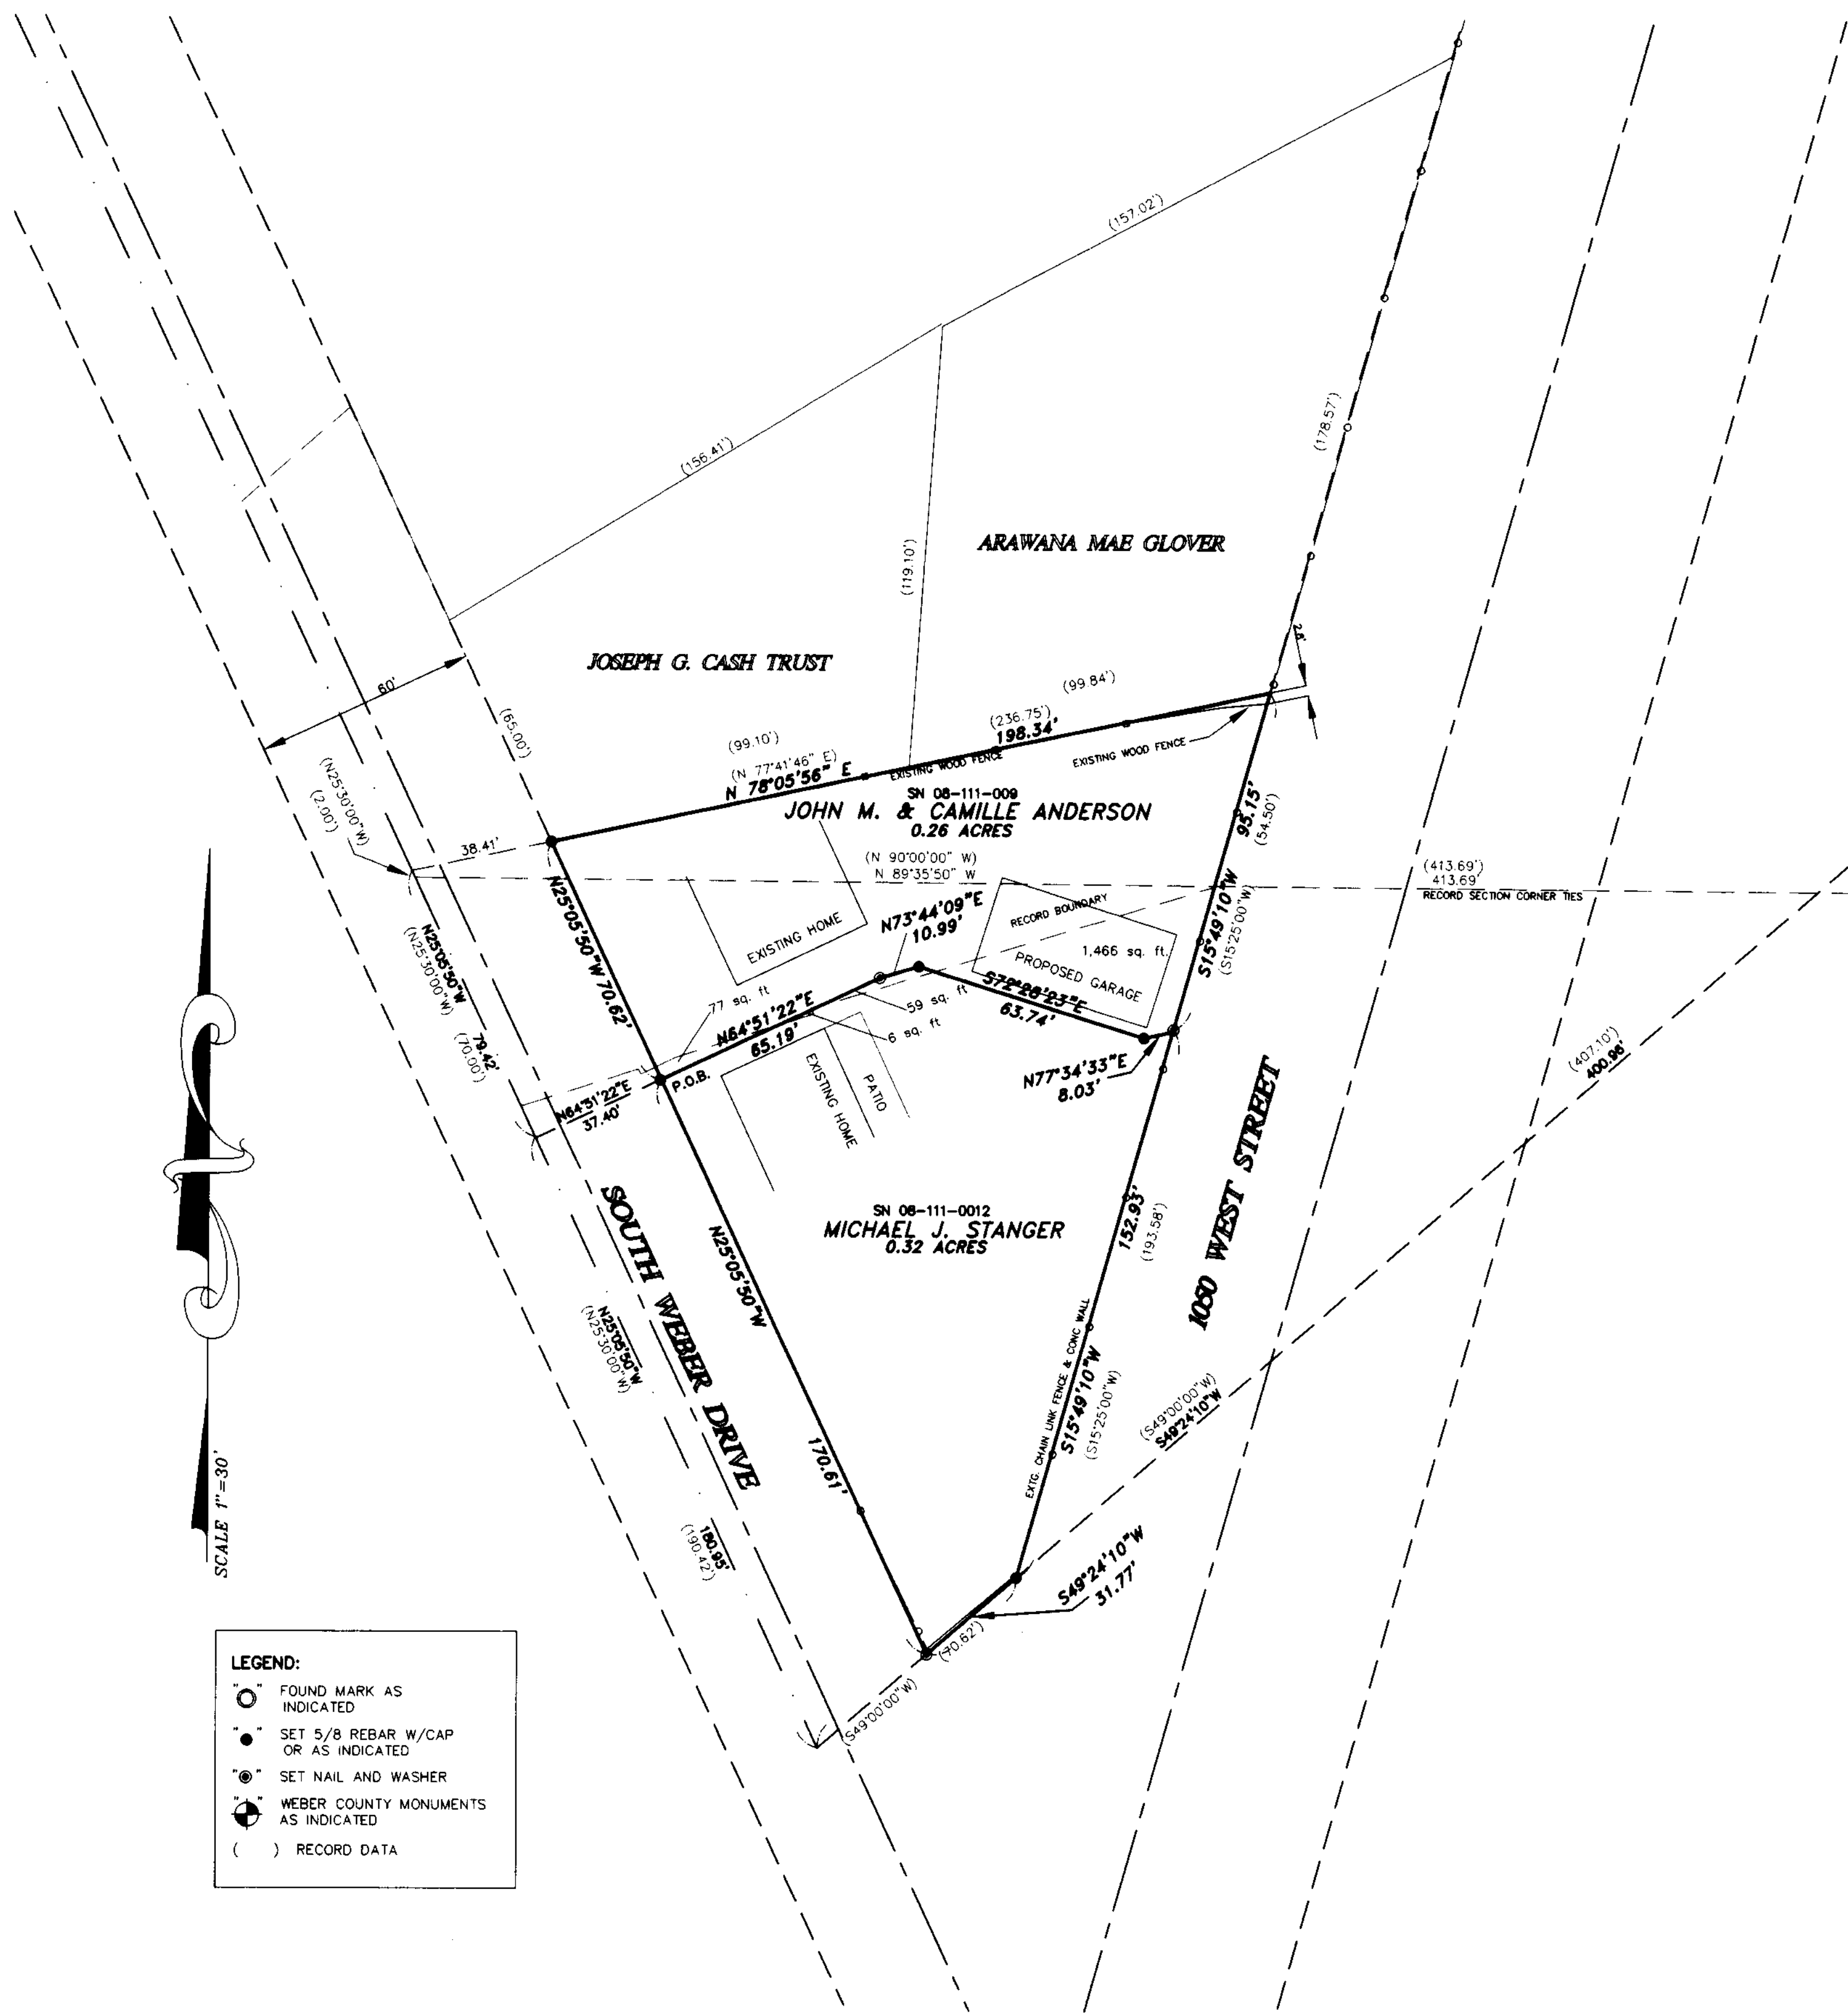 (157.02')
(156.41')
(178.57')
(119.10')
ARAWANA MAE GLOVER
JOSEPH G. CASH TRUST
60'
2.8'
(65.00')
(99.84')
(236.75')
198.34'
(99.10')
(N 77°41'46" E)
N 78°05'56" E
EXISTING WOOD FENCE
EXISTING WOOD FENCE
SN 08-111-009
JOHN M. & CAMILLE ANDERSON
0.26 ACRES
95.15'
(54.50')
(N25°30'00"W)
(2.00')
38.41'
(N 90°00'00" W)
N 89°35'50" W
(413.69')
413.69'
RECORD SECTION CORNER TIES
N25°05'50"W 70.62'
N25°05'50"W
(N25°30'00"W)
79.42'
(70.00')
EXISTING HOME
N73°44'09"E
10.99'
RECORD BOUNDARY
1,466 sq. ft.
PROPOSED GARAGE
S15°49'10"W
(S15°25'00"W)
77 sq. ft
59 sq. ft
6 sq. ft
N64°51'22"E
65.19'
S72°28'23"E
63.74'
N77°34'33"E
8.03'
P.O.B.
N64°51'22"E
37.40'
EXISTING HOME
PATIO
(407.10')
400.96'
1050 WEST STREET
SN 08-111-0012
MICHAEL J. STANGER
0.32 ACRES
152.93'
(193.58')
SOUTH WEBER DRIVE
N25°05'50"W
170.61'
N25°05'50"W
(N25°30'00"W)
180.95'
(190.42')
EXTG. CHAIN LINK FENCE & CONC WALL
S15°49'10"W
(S15°25'00"W)
(S49°00'00"W)
S49°24'10"W
S49°24'10"W
31.77'
(70.62')
(S49°00'00"W)
SCALE 1"=30'
LEGEND:
" " FOUND MARK AS
INDICATED
" " SET 5/8 REBAR W/CAP
OR AS INDICATED
" " SET NAIL AND WASHER
" " WEBER COUNTY MONUMENTS
AS INDICATED
( ) RECORD DATA